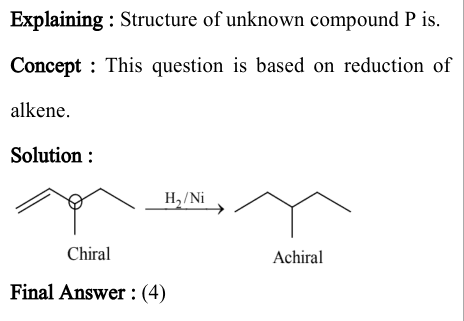 Explaining : Structure of unknown compound P is.
Concept : This question is based on reduction of
alkene.
Solution :
H₂/Ni
Chiral
Achiral
Final Answer : (4)